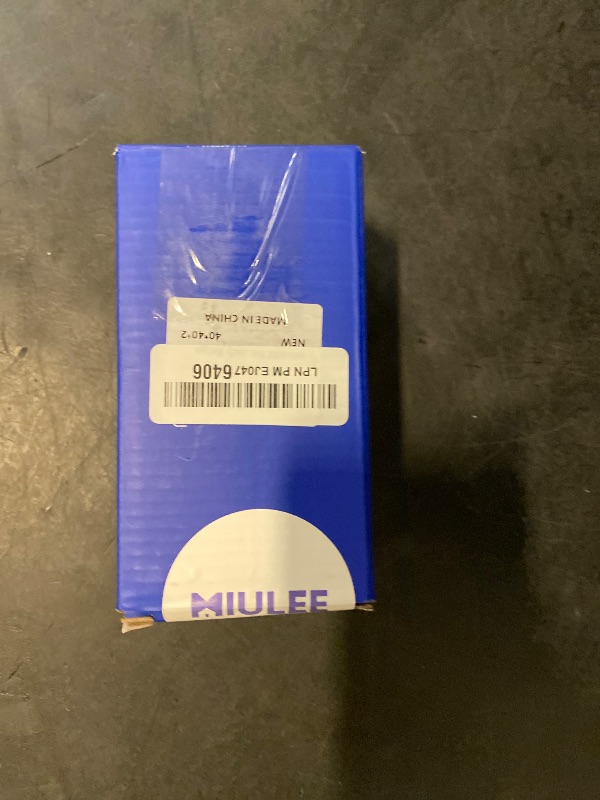 LPN PM EJ0476406
NEW 40*40*2
MADE IN CHINA
MIULEE